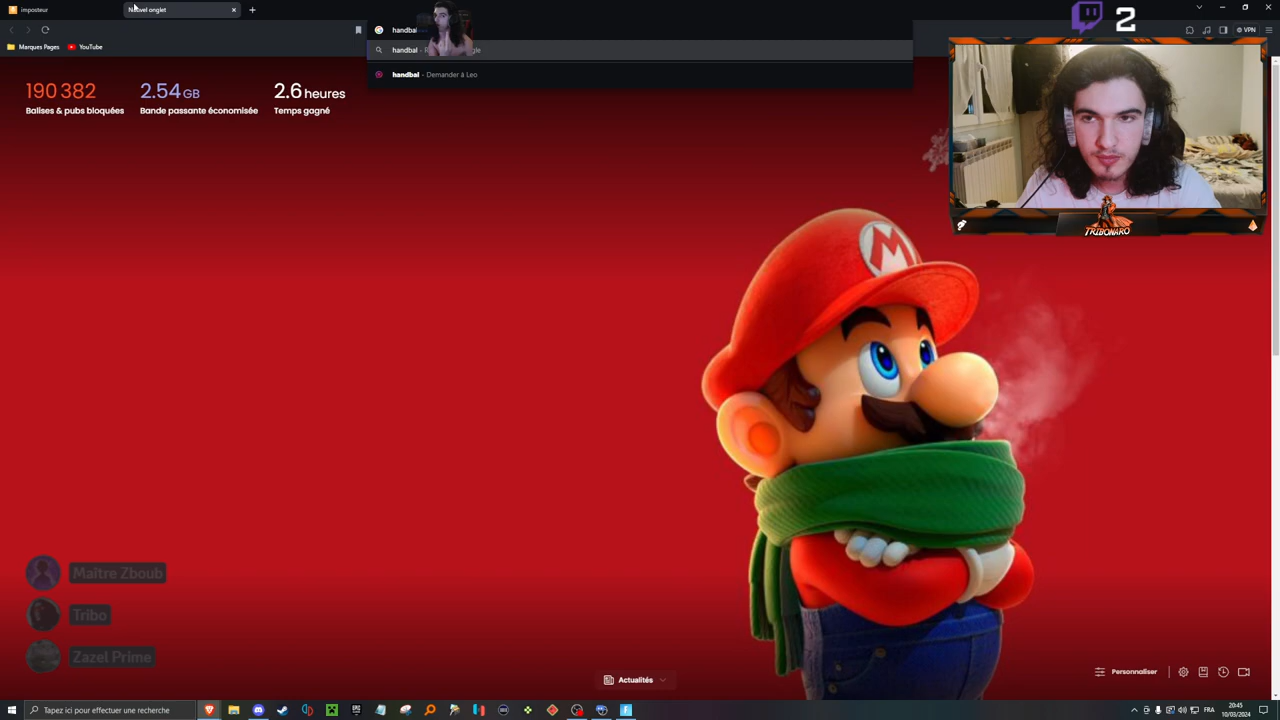 imposteur
Nouvel onglet
2
handbal
VPN
handbal
Marques Pages
YouTube
handbal - Demander à Leo
190 382
Balises & pubs bloquées
2.54 GB
Bande passante économisée
2.6 heures
Temps gagné
M
TRIBONARO
Maître Zboub
Tribo
Zazel Prime
Personnaliser
Actualités
Tapez ici pour effectuer une recherche
FRA
20:45
10/03/2024